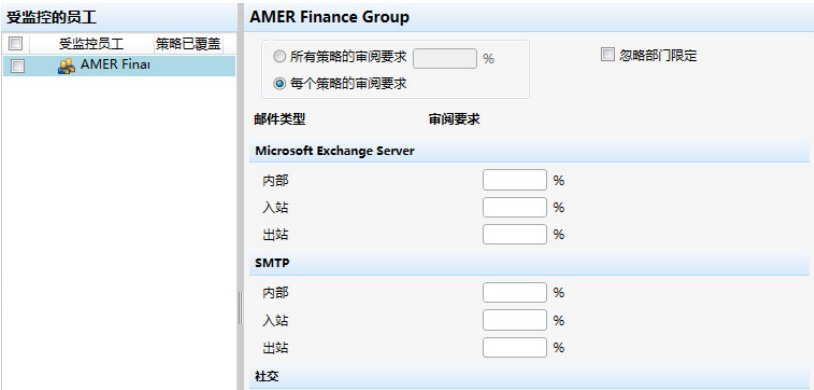 受监控的员工
受监控员工 策略已覆盖
AMER Finar
AMER Finance Group
所有策略的审阅要求 %
每个策略的审阅要求
忽略部门限定
邮件类型 审阅要求
Microsoft Exchange Server
内部 %
入站 %
出站 %
SMTP
内部 %
入站 %
出站 %
社交